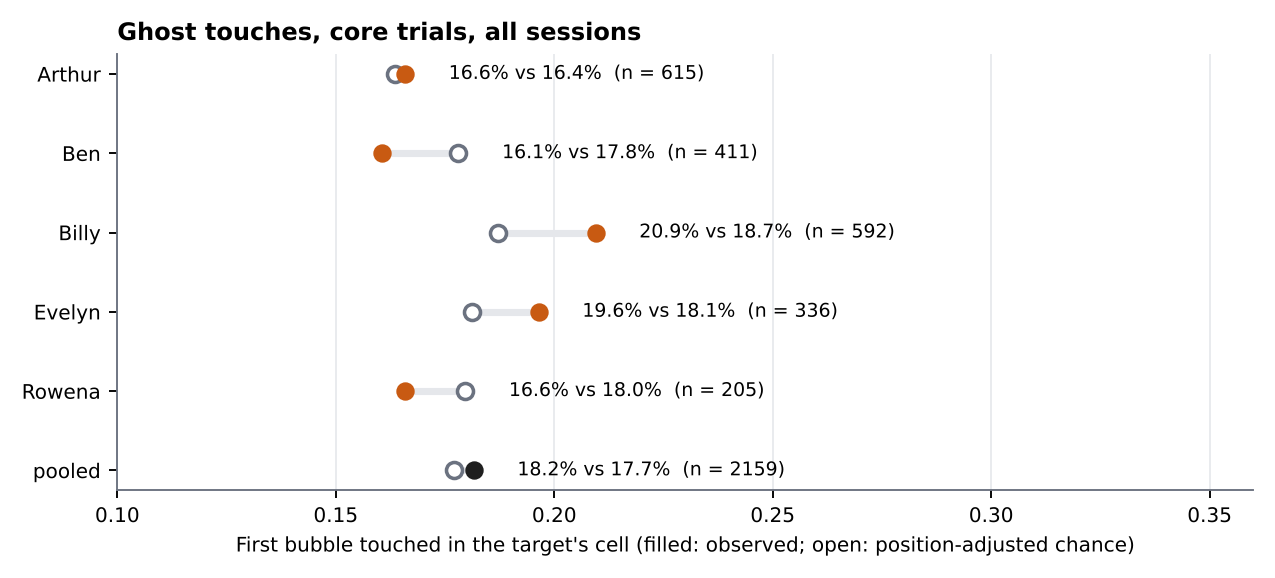 Ghost touches, core trials, all sessions
Arthur 16.6% vs 16.4% (n = 615)
Ben 16.1% vs 17.8% (n = 411)
Billy 20.9% vs 18.7% (n = 592)
Evelyn 19.6% vs 18.1% (n = 336)
Rowena 16.6% vs 18.0% (n = 205)
pooled 18.2% vs 17.7% (n = 2159)
0.10 0.15 0.20 0.25 0.30 0.35
First bubble touched in the target's cell (filled: observed; open: position-adjusted chance)